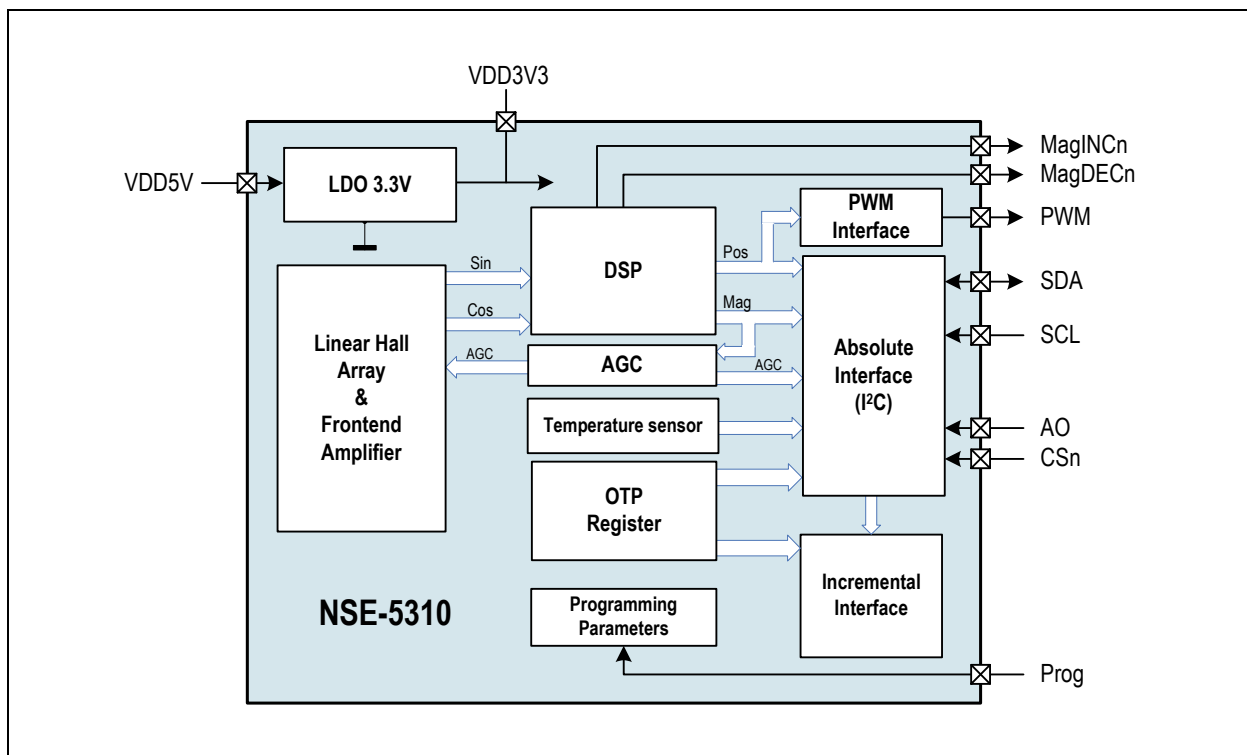 VDD3V3
MagINCn
MagDECn
VDD5V
LDO 3.3V
PWM
Interface
PWM
Sin
DSP
Pos
SDA
Cos
Mag
SCL
Linear Hall
Array
&
Frontend
Amplifier
AGC
AGC
AGC
Absolute
Interface
(I²C)
Temperature sensor
AO
CSn
OTP
Register
Incremental
Interface
NSE-5310
Programming
Parameters
Prog